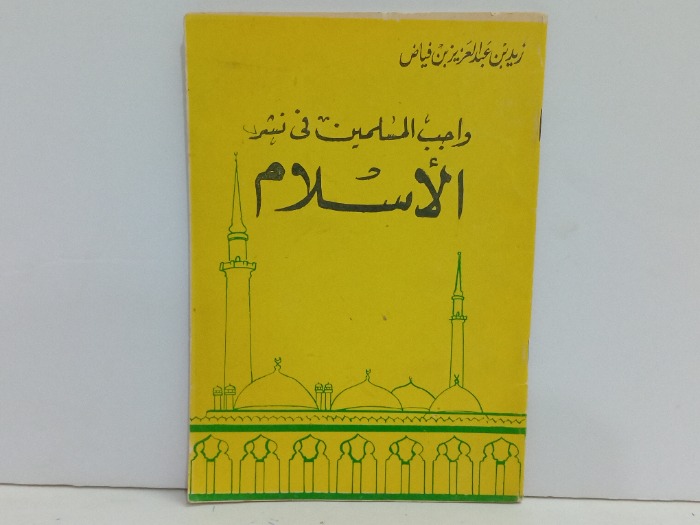 زيد بن عبد العزيز بن فياض
واجب المسلمين في نشر
الأسلام